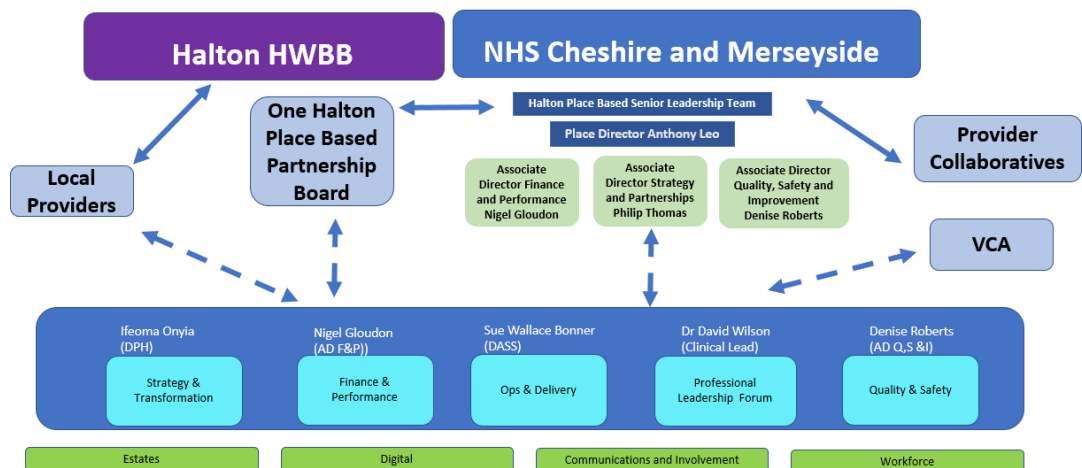 Halton HWBB
NHS Cheshire and Merseyside
Halton Place Based Senior Leadership Team
Place Director Anthony Leo
One Halton
Place Based
Partnership
Board
Provider
Collaboratives
Local
Providers
Associate
Director Finance
and Performance
Nigel Gloudon
Associate
Director Strategy
and Partnerships
Philip Thomas
Associate Director
Quality, Safety and
Improvement
Denise Roberts
VCA
Ifeoma Onyia
(DPH)
Nigel Gloudon
(AD F&P))
Sue Wallace Bonner
(DASS)
Dr David Wilson
(Clinical Lead)
Denise Roberts
(AD Q,S &I)
Strategy &
Transformation
Finance &
Performance
Ops & Delivery
Professional
Leadership Forum
Quality & Safety
Estates
Digital
Communications and Involvement
Workforce